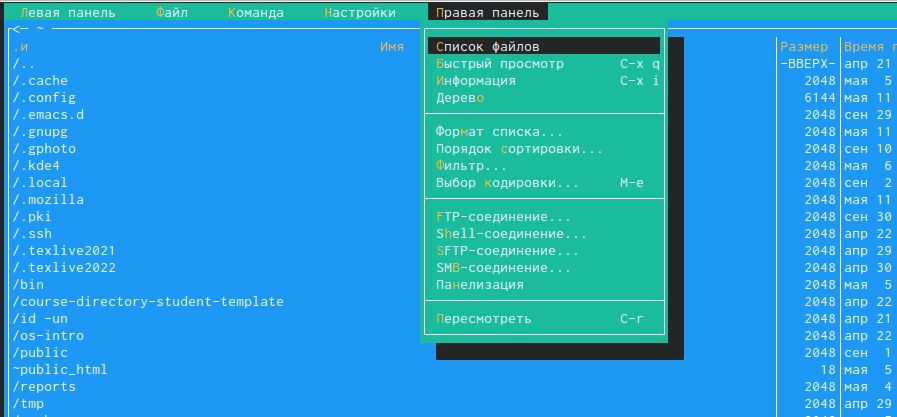 Левая панель Файл Команда Настройки Правая панель
<- ~
.и Имя Размер Время
/.. -ВВЕРХ- апр 21
/.cache 2048 мая 5
/.config 6144 мая 11
/.emacs.d 2048 сен 29
/.gnupg 2048 мая 11
/.gphoto 2048 сен 10
/.kde4 2048 мая 6
/.local 2048 сен 2
/.mozilla 2048 мая 11
/.pki 2048 сен 30
/.ssh 2048 апр 22
/.texlive2021 2048 апр 29
/.texlive2022 2048 апр 30
/bin 2048 мая 5
/course-directory-student-template 2048 апр 22
/id -un 2048 апр 21
/os-intro 2048 апр 22
/public 2048 сен 1
~public_html 18 мая 5
/reports 2048 мая 4
/tmp 2048 апр 29
Список файлов
Быстрый просмотр C-x q
Информация C-x i
Дерево
Формат списка...
Порядок сортировки...
Фильтр...
Выбор кодировки... M-e
FTP-соединение...
Shell-соединение...
SFTP-соединение...
SMB-соединение...
Панелизация
Пересмотреть C-r